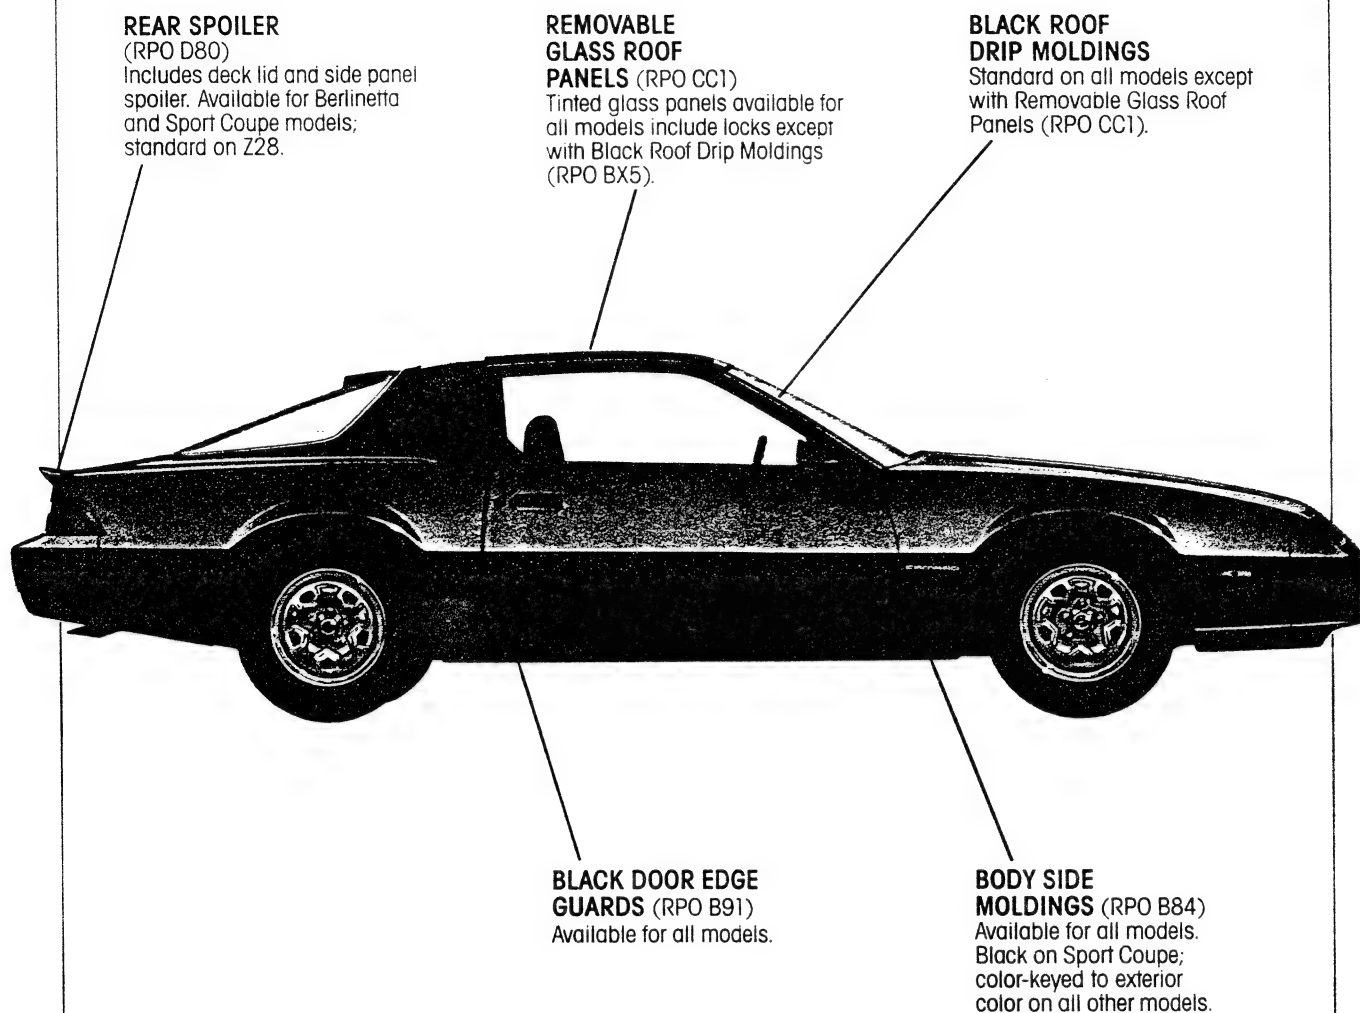 REAR SPOILER
(RPO D80)
Includes deck lid and side panel
spoiler. Available for Berlinetta
and Sport Coupe models;
standard on Z28.
REMOVABLE
GLASS ROOF
PANELS (RPO CC1)
Tinted glass panels available for
all models include locks except
with Black Roof Drip Moldings
(RPO BX5).
BLACK ROOF
DRIP MOLDINGS
Standard on all models except
with Removable Glass Roof
Panels (RPO CC1).
CAMARO
BLACK DOOR EDGE
GUARDS (RPO B91)
Available for all models.
BODY SIDE
MOLDINGS (RPO B84)
Available for all models.
Black on Sport Coupe;
color-keyed to exterior
color on all other models.